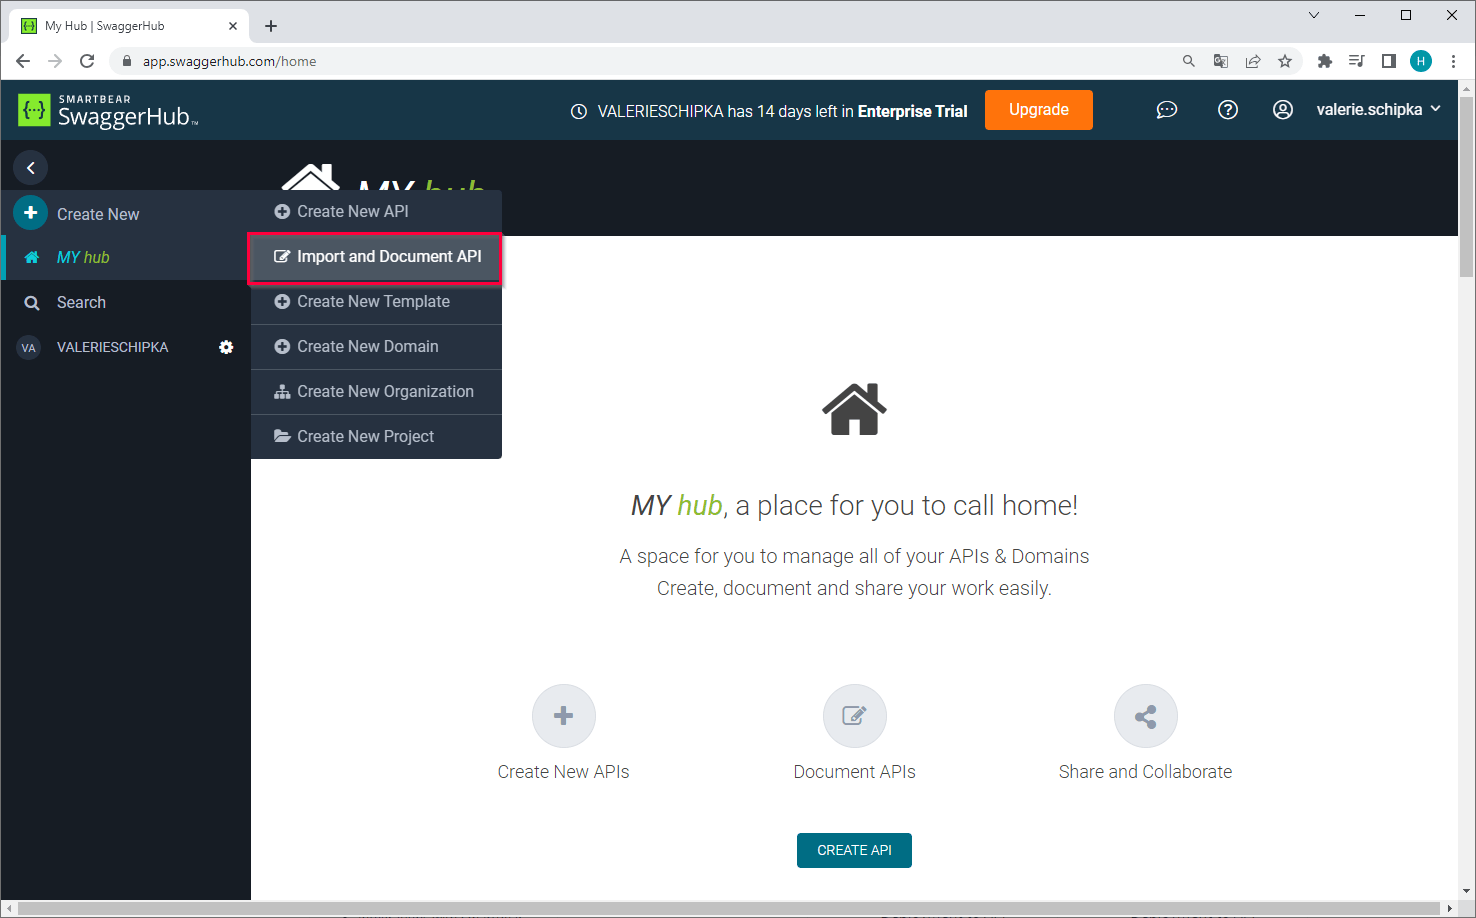 My Hub | SwaggerHub
app.swaggerhub.com/home
H
SMARTBEAR
SwaggerHub™
VALERIESCHIPKA has 14 days left in Enterprise Trial
Upgrade
valerie.schipka
MY hub
Create New
MY hub
Search
VA VALERIESCHIPKA
Create New API
Import and Document API
Create New Template
Create New Domain
Create New Organization
Create New Project
MY hub, a place for you to call home!
A space for you to manage all of your APIs & Domains
Create, document and share your work easily.
Create New APIs
Document APIs
Share and Collaborate
CREATE API